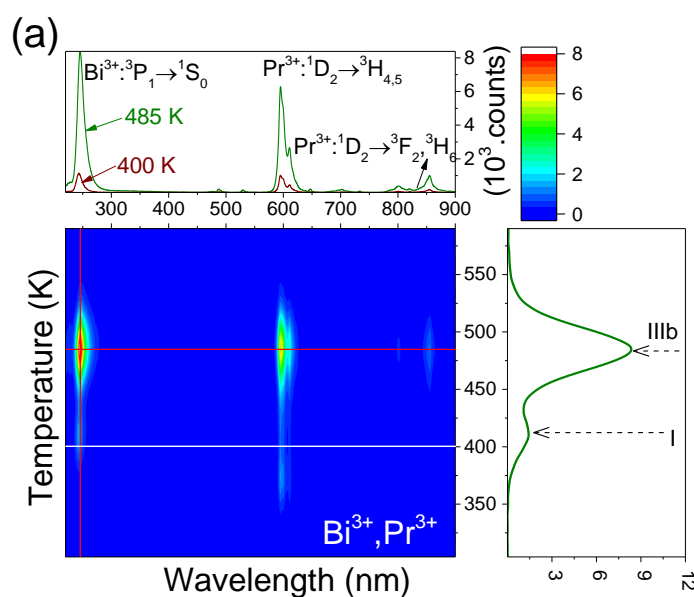 (a)
Bi³⁺:³P₁→¹S₀
Pr³⁺:¹D₂→³H₄,₅
485 K
Pr³⁺:¹D₂→³F₂,³H₆
400 K
8
6
4
2
0
(10³.counts)
8
6
4
2
0
300 400 500 600 700 800 900
550
500
450
400
350
Temperature (K)
IIIb
I
Bi³⁺,Pr³⁺
Wavelength (nm)
3 6 9 12